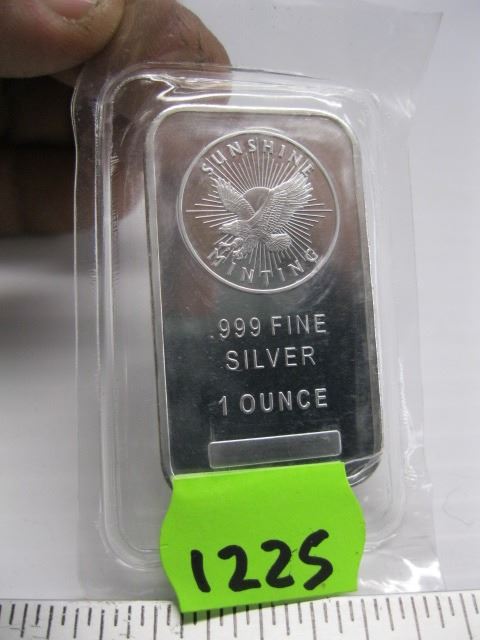 SUNSHINE
MINTING
.999 FINE
SILVER
1 OUNCE
1225